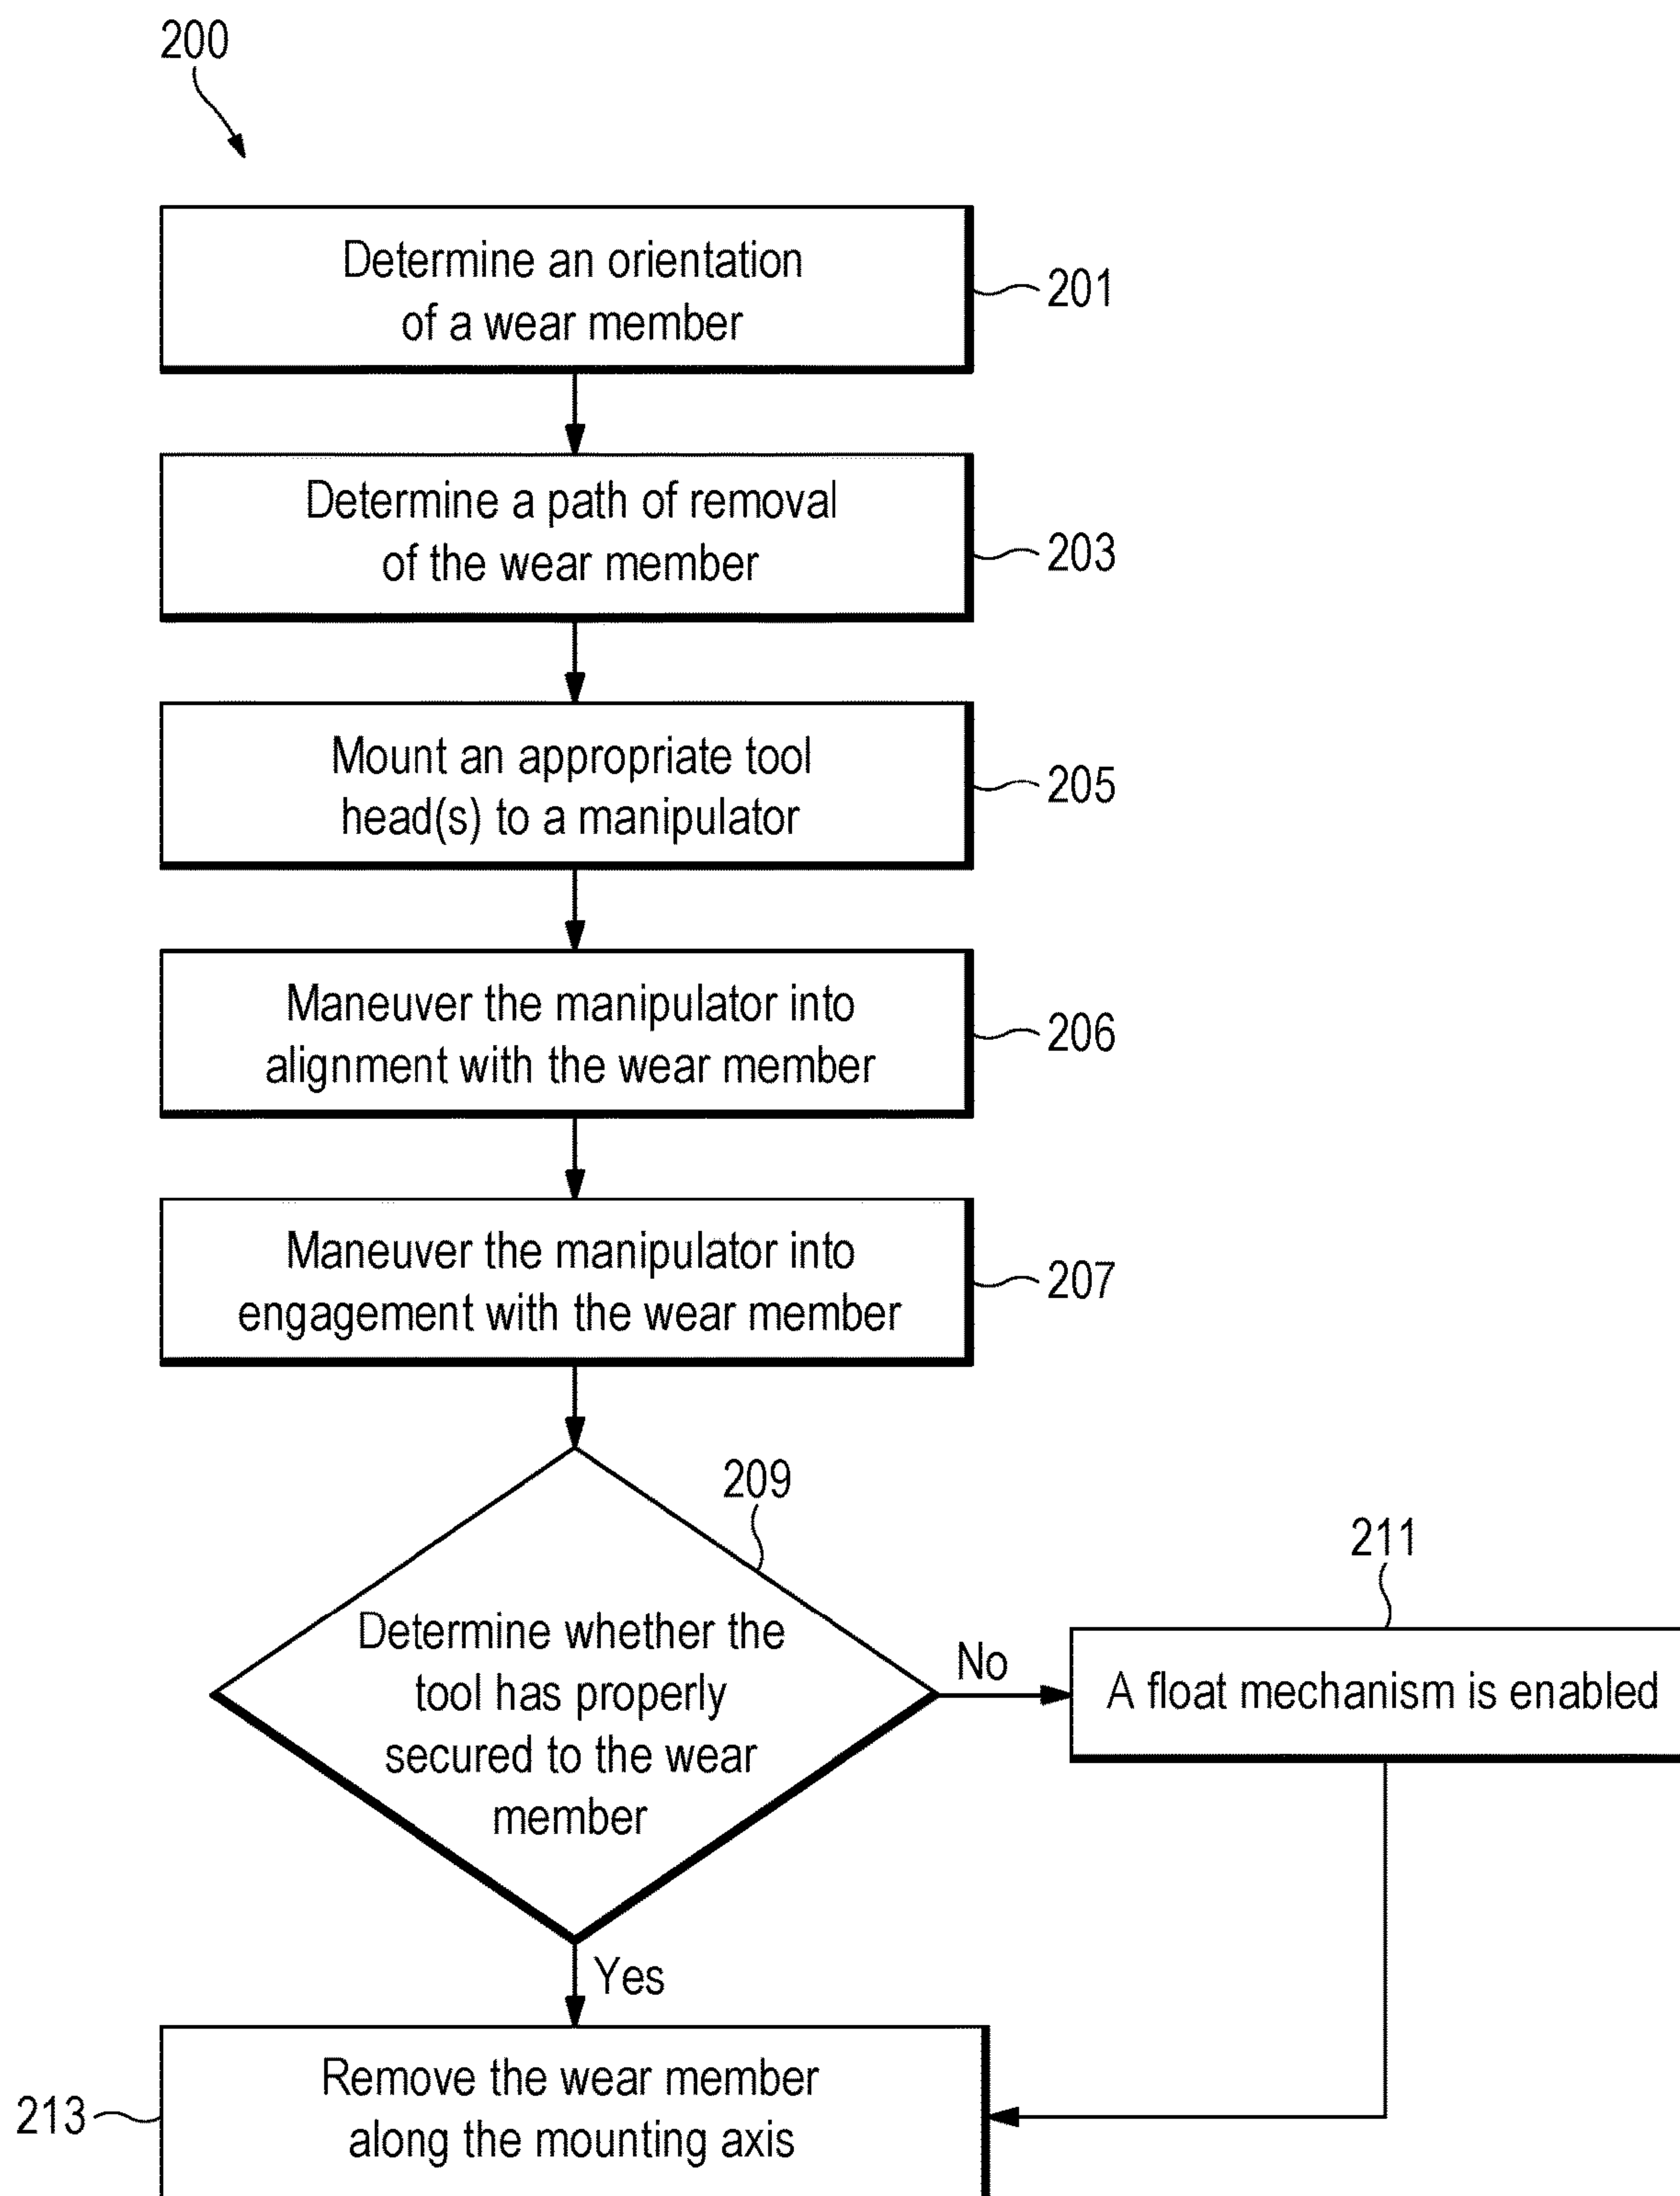 200
Determine an orientation
of a wear member
201
Determine a path of removal
of the wear member
203
Mount an appropriate tool
head(s) to a manipulator
205
Maneuver the manipulator into
alignment with the wear member
206
Maneuver the manipulator into
engagement with the wear member
207
209
Determine whether the
tool has properly
secured to the wear
member
No
211
A float mechanism is enabled
Yes
Remove the wear member
along the mounting axis
213